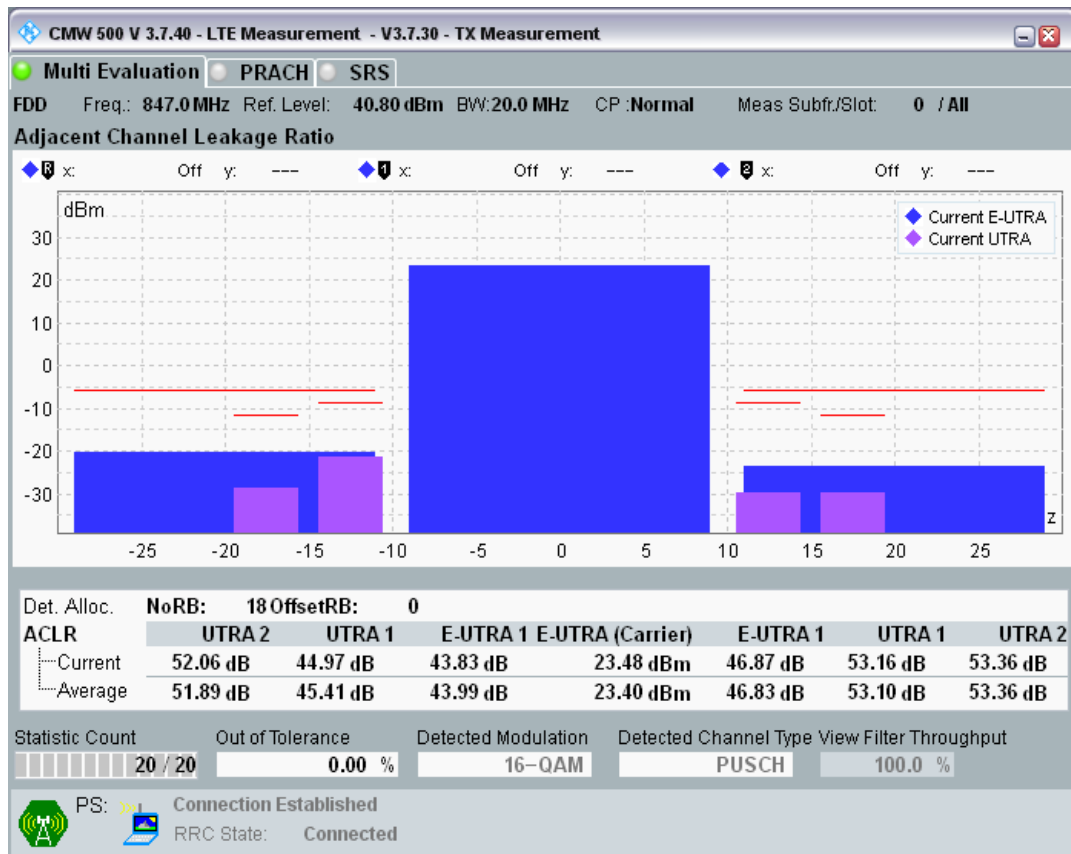 CMW 500 V 3.7.40 - LTE Measurement - V3.7.30 - TX Measurement
Multi Evaluation PRACH SRS
FDD Freq.: 847.0 MHz Ref. Level: 40.80 dBm BW:20.0 MHz CP :Normal Meas Subfr./Slot: 0 / All
Adjacent Channel Leakage Ratio
R x: Off y: --- 1 x: Off y: --- 2 x: Off y: ---
dBm
Current E-UTRA
Current UTRA
30
20
10
0
-10
-20
-30
z
-25 -20 -15 -10 -5 0 5 10 15 20 25
Det. Alloc. NoRB: 18 OffsetRB: 0
ACLR UTRA 2 UTRA 1 E-UTRA 1 E-UTRA (Carrier) E-UTRA 1 UTRA 1 UTRA 2
Current 52.06 dB 44.97 dB 43.83 dB 23.48 dBm 46.87 dB 53.16 dB 53.36 dB
Average 51.89 dB 45.41 dB 43.99 dB 23.40 dBm 46.83 dB 53.10 dB 53.36 dB
Statistic Count Out of Tolerance Detected Modulation Detected Channel Type View Filter Throughput
20 / 20 0.00 % 16-QAM PUSCH 100.0 %
PS: Connection Established
RRC State: Connected